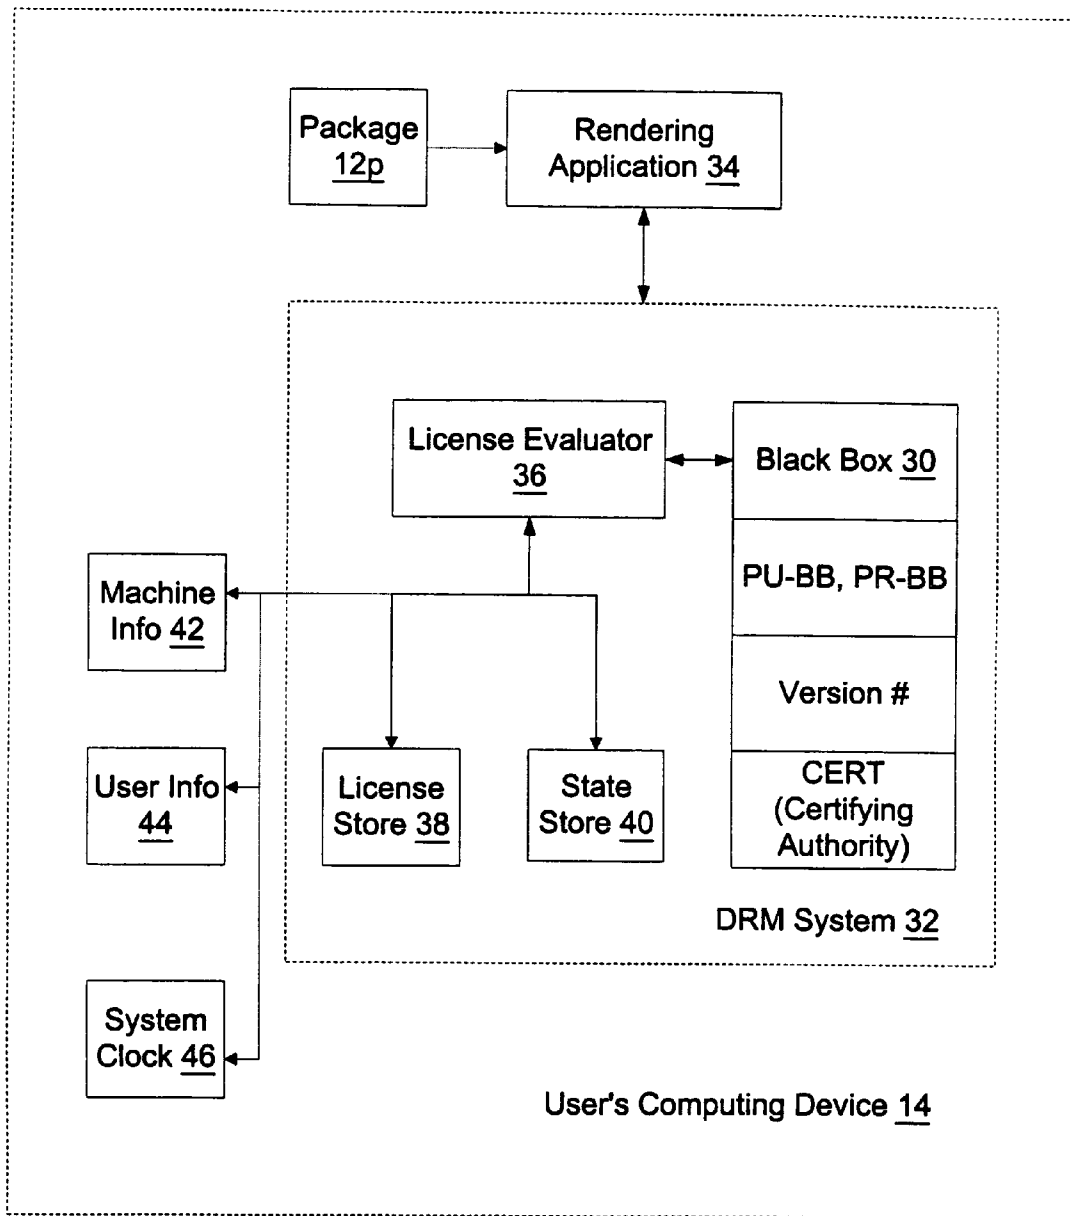 Package
12p
Rendering
Application 34
License Evaluator
36
Black Box 30
PU-BB, PR-BB
Version #
CERT
(Certifying
Authority)
Machine
Info 42
User Info
44
License
Store 38
State
Store 40
DRM System 32
System
Clock 46
User's Computing Device 14